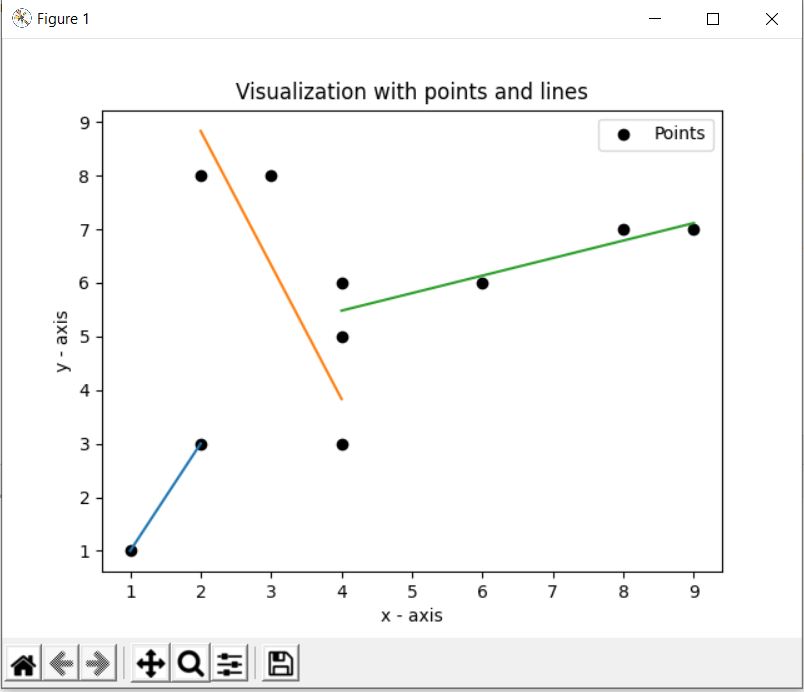 Figure 1
Visualization with points and lines
Points
y - axis
9
8
7
6
5
4
3
2
1
1 2 3 4 5 6 7 8 9
x - axis